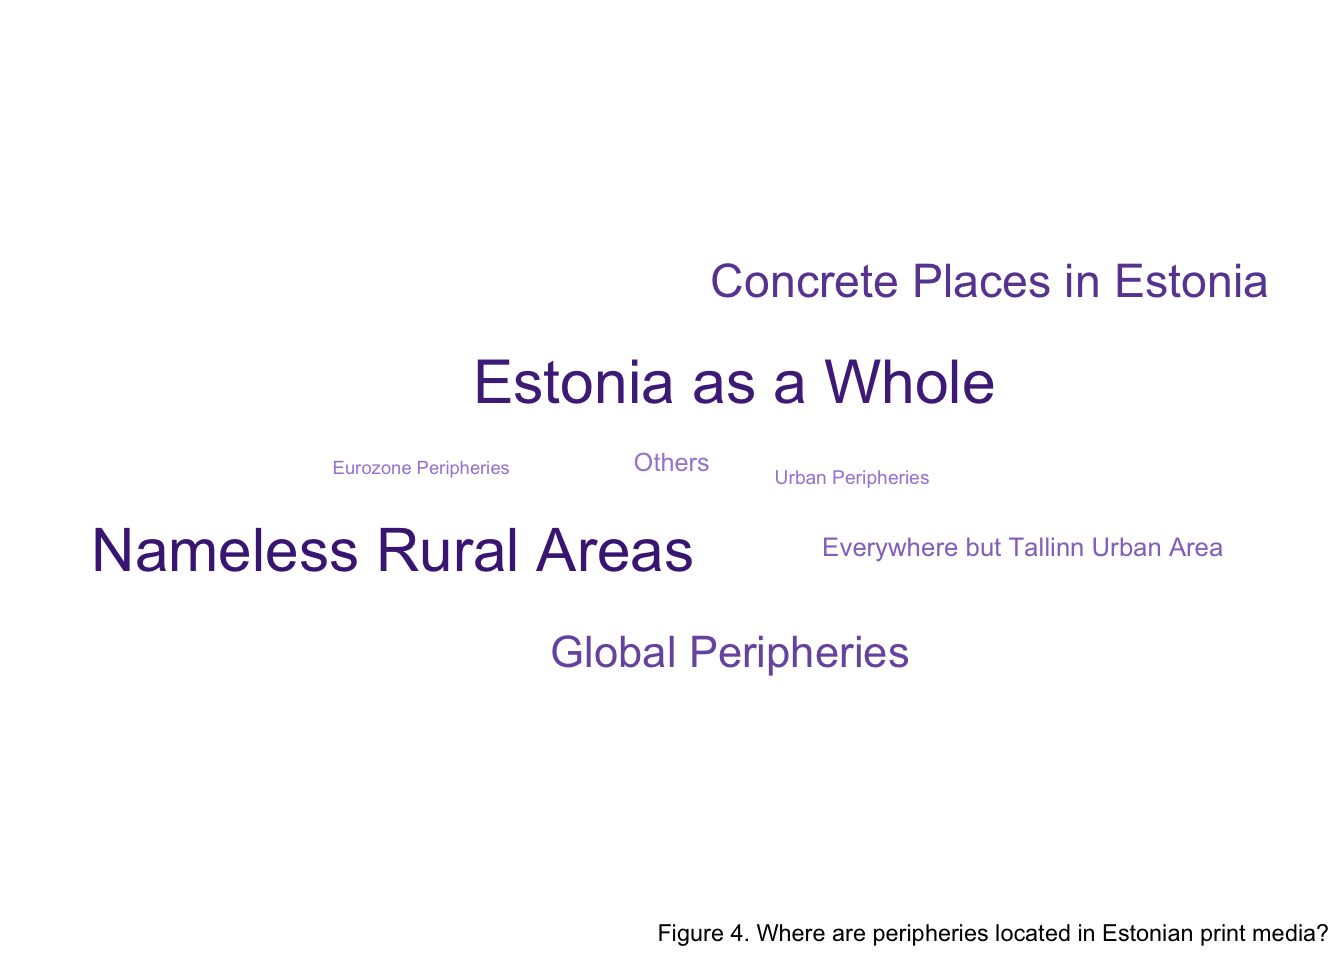 Concrete Places in Estonia
Estonia as a Whole
Eurozone Peripheries
Others
Urban Peripheries
Nameless Rural Areas
Everywhere but Tallinn Urban Area
Global Peripheries
Figure 4. Where are peripheries located in Estonian print media?